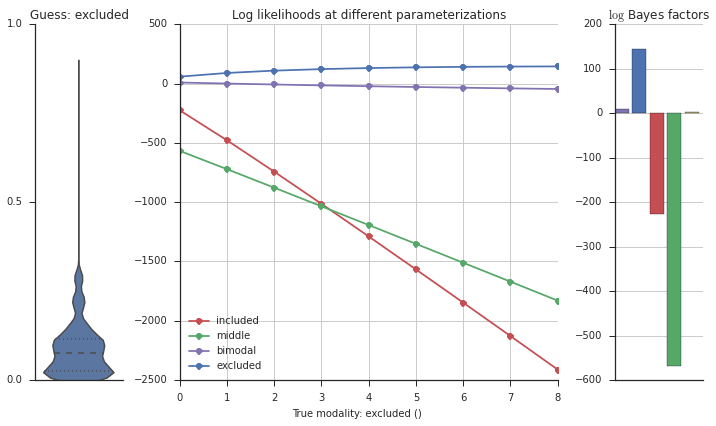 Guess: excluded
1.0
0.5
0.0
Log likelihoods at different parameterizations
500
0
−500
−1000
−1500
−2000
−2500
included
middle
bimodal
excluded
0 1 2 3 4 5 6 7 8
True modality: excluded ()
log Bayes factors
200
100
0
−100
−200
−300
−400
−500
−600